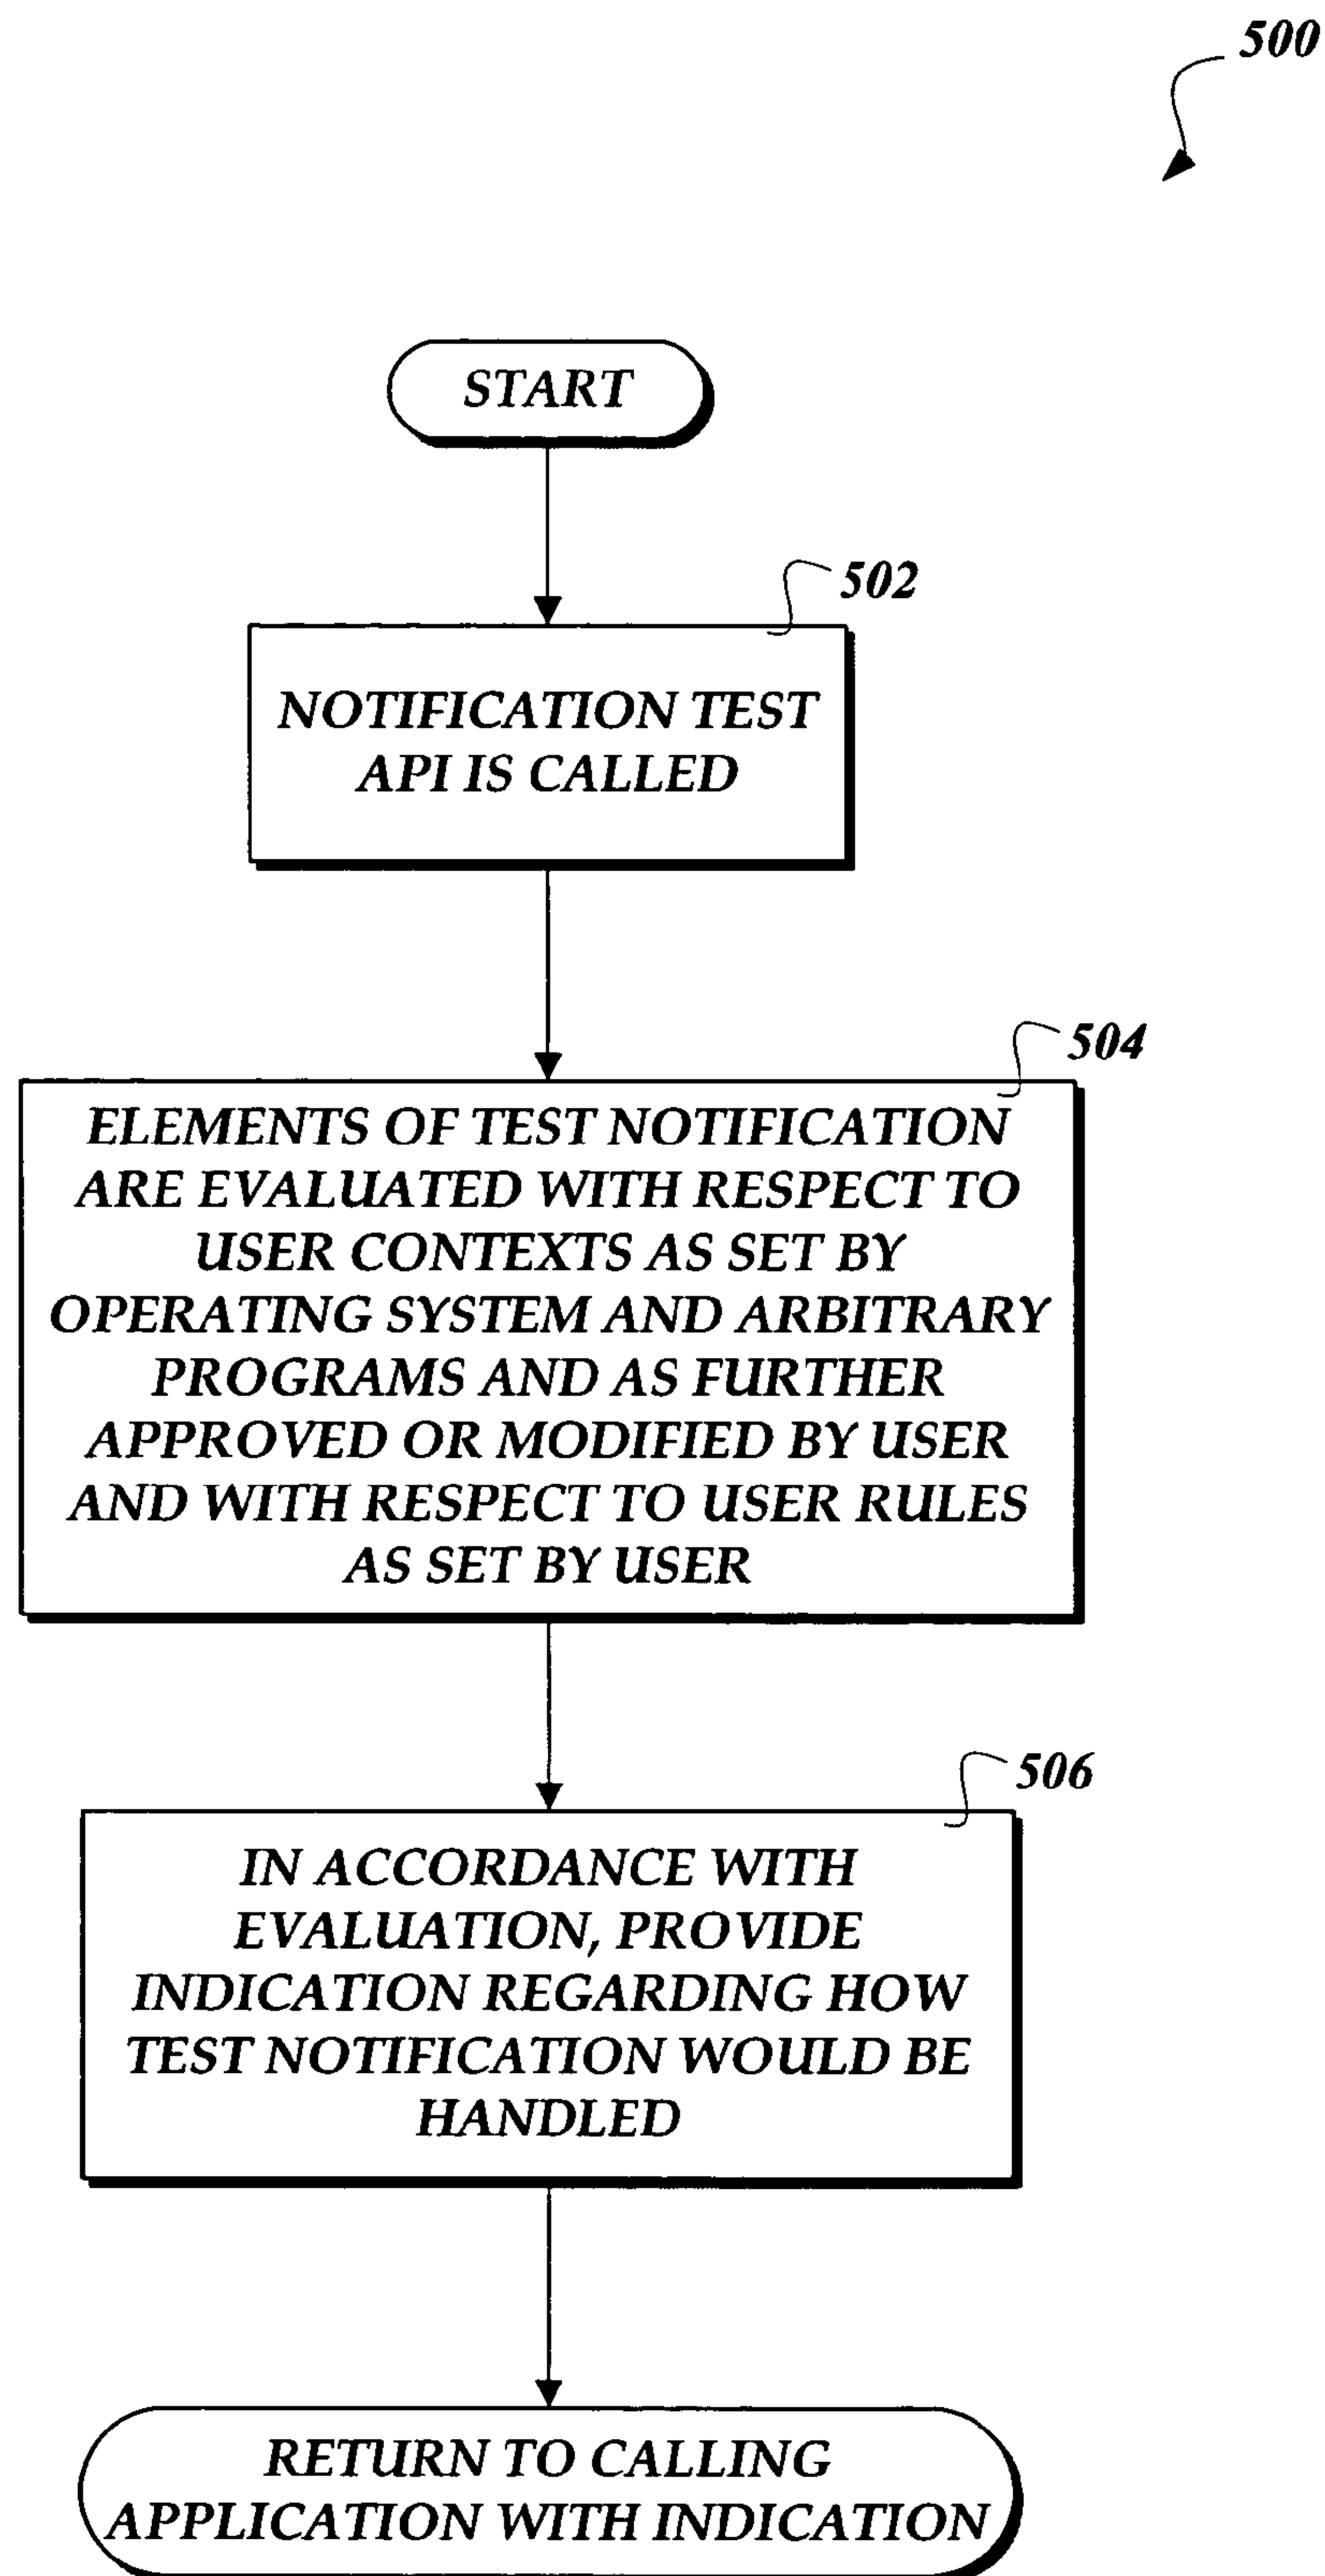 500
START
502
NOTIFICATION TEST
API IS CALLED
504
ELEMENTS OF TEST NOTIFICATION
ARE EVALUATED WITH RESPECT TO
USER CONTEXTS AS SET BY
OPERATING SYSTEM AND ARBITRARY
PROGRAMS AND AS FURTHER
APPROVED OR MODIFIED BY USER
AND WITH RESPECT TO USER RULES
AS SET BY USER
506
IN ACCORDANCE WITH
EVALUATION, PROVIDE
INDICATION REGARDING HOW
TEST NOTIFICATION WOULD BE
HANDLED
RETURN TO CALLING
APPLICATION WITH INDICATION